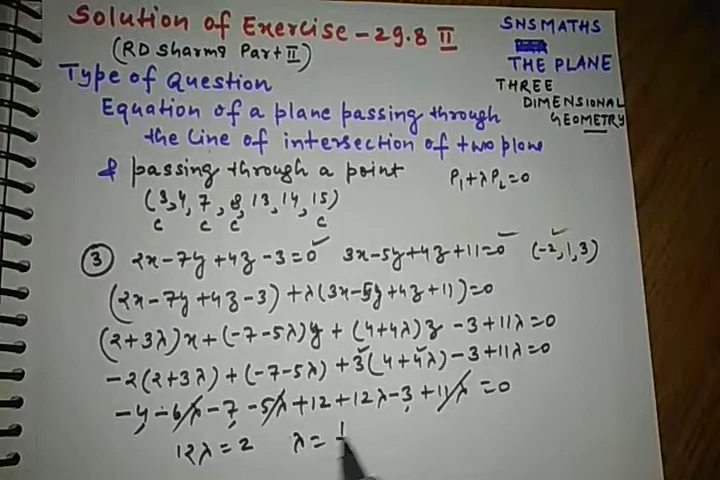 Solution of Exercise - 29.8 II
(RD Sharma Part II)
SNSMATHS
THE PLANE
THREE
DIMENSIONAL
GEOMETRY
Type of Question
Equation of a plane passing through
the line of intersection of two plane
& passing through a point P₁+λP₂=0
(3,4,7,8,13,14,15)
c c c c
③ 2x-7y+4z-3=0 3x-5y+4z+11=0 (-2,1,3)
(2x-7y+4z-3)+λ(3x-5y+4z+11)=0
(2+3λ)x+(-7-5λ)y+(4+4λ)z-3+11λ=0
-2(2+3λ)+(-7-5λ)+3(4+4λ)-3+11λ=0
-4-6λ-7-5λ+12+12λ-3+11λ=0
12λ=2 λ=1